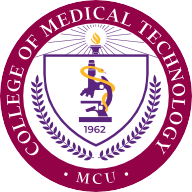 COLLEGE OF MEDICAL TECHNOLOGY
1962
• MCU •